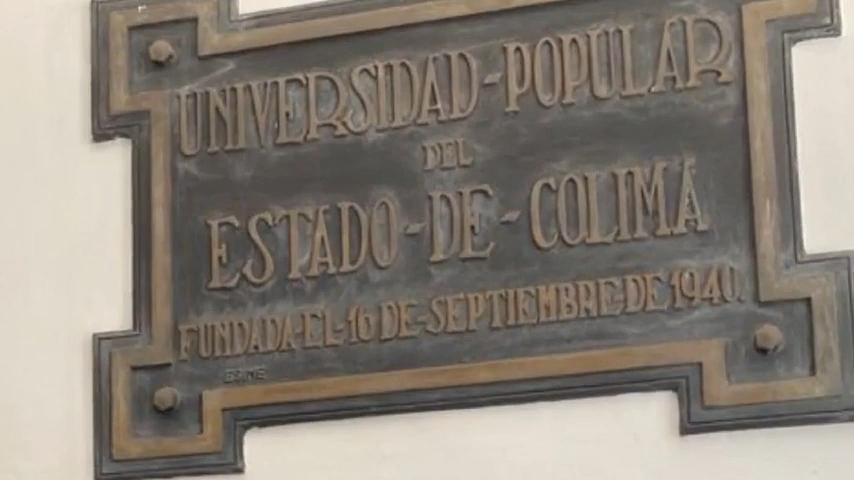 UNIVERSIDAD-POPULAR
DEL
ESTADO-DE-COLIMA
FUNDADA-EL-16 DE-SEPTIEMBRE-DE 1940.